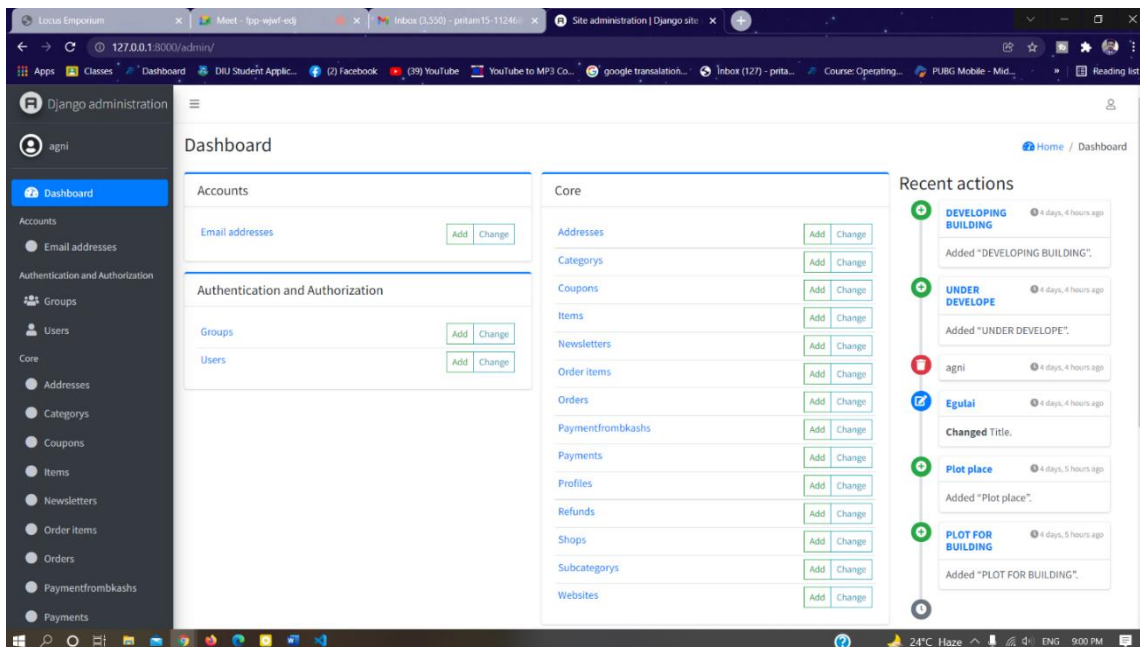 Locus Emporium
Meet - fpp-wjwf-edj
Inbox (3,550) - pritam15-11246
Site administration | Django site
127.0.0.1:8000/admin/
Apps
Classes
Dashboard
DIU Student Applic...
(2) Facebook
(39) YouTube
YouTube to MP3 Co...
google transalation...
Inbox (127) - prita...
Course: Operating...
PUBG Mobile - Mid...
»
Reading list
Django administration
agni
Dashboard
Accounts
Email addresses
Authentication and Authorization
Groups
Users
Core
Addresses
Categorys
Coupons
Items
Newsletters
Order items
Orders
Paymentfrombkashs
Payments
Dashboard
Home / Dashboard
Accounts
Email addresses Add Change
Authentication and Authorization
Groups Add Change
Users Add Change
Core
Addresses Add Change
Categorys Add Change
Coupons Add Change
Items Add Change
Newsletters Add Change
Order items Add Change
Orders Add Change
Paymentfrombkashs Add Change
Payments Add Change
Profiles Add Change
Refunds Add Change
Shops Add Change
Subcategorys Add Change
Websites Add Change
Recent actions
DEVELOPING 4 days, 4 hours ago
BUILDING
Added “DEVELOPING BUILDING”.
UNDER 4 days, 4 hours ago
DEVELOPE
Added “UNDER DEVELOPE”.
agni 4 days, 4 hours ago
Egulai 4 days, 4 hours ago
Changed Title.
Plot place 4 days, 5 hours ago
Added “Plot place”.
PLOT FOR 4 days, 5 hours ago
BUILDING
Added “PLOT FOR BUILDING”.
24°C Haze ENG 9:00 PM